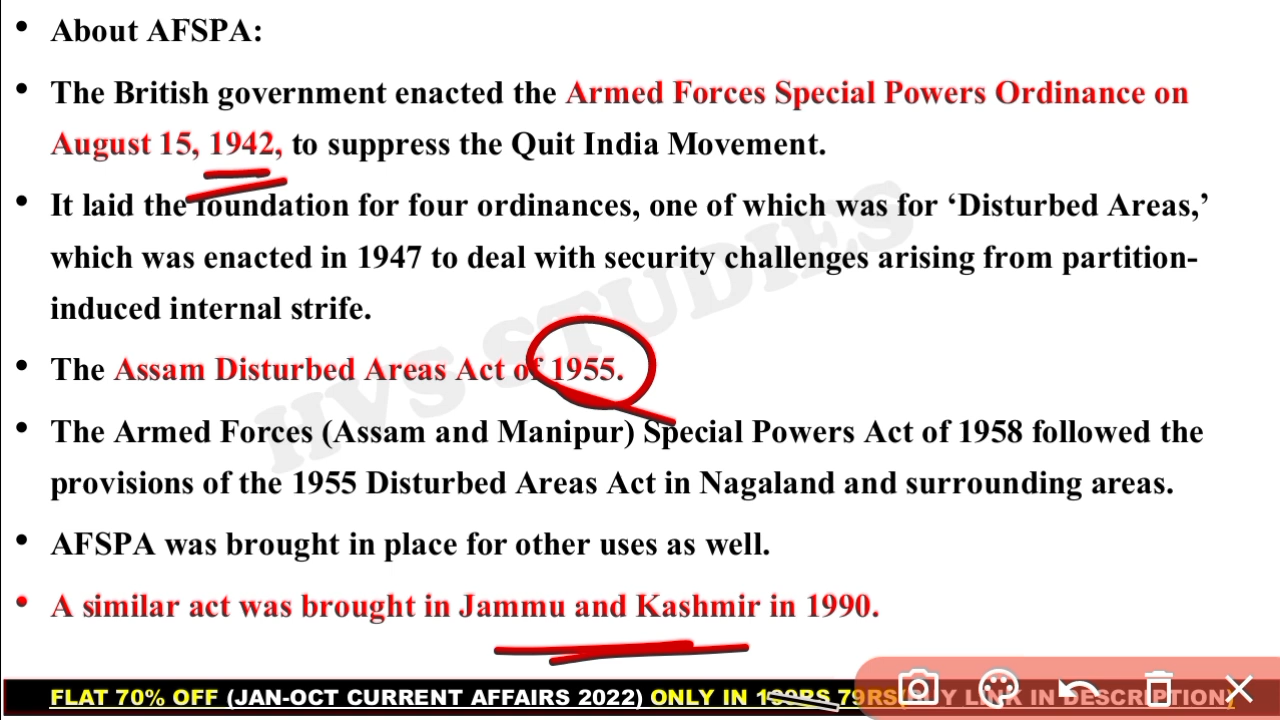 • About AFSPA:
• The British government enacted the Armed Forces Special Powers Ordinance on
August 15, 1942, to suppress the Quit India Movement.
• It laid the foundation for four ordinances, one of which was for ‘Disturbed Areas,’
which was enacted in 1947 to deal with security challenges arising from partition-
induced internal strife.
• The Assam Disturbed Areas Act of 1955.
• The Armed Forces (Assam and Manipur) Special Powers Act of 1958 followed the
provisions of the 1955 Disturbed Areas Act in Nagaland and surrounding areas.
• AFSPA was brought in place for other uses as well.
• A similar act was brought in Jammu and Kashmir in 1990.
HVS STUDIES
FLAT 70% OFF (JAN-OCT CURRENT AFFAIRS 2022) ONLY IN 79RS( LINK IN DESCRIPTION)